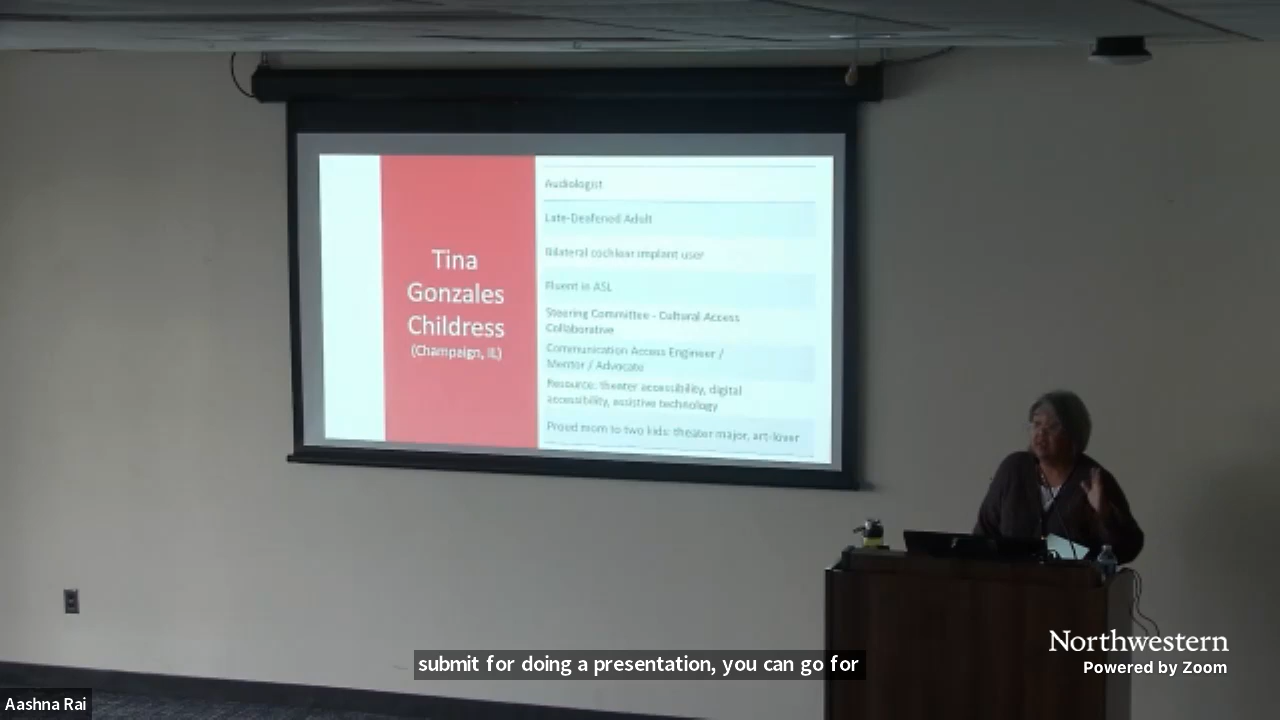 Tina
Gonzales
Childress
(Champaign, IL)
Audiologist
Late-Deafened Adult
Bilateral cochlear implant user
Fluent in ASL
Steering Committee - Cultural Access
Collaborative
Communication Access Engineer /
Mentor / Advocate
Resource: theater accessibility, digital
accessibility, assistive technology
Proud mom to two kids: theater major, art-lover
Northwestern
Powered by Zoom
submit for doing a presentation, you can go for
Aashna Rai